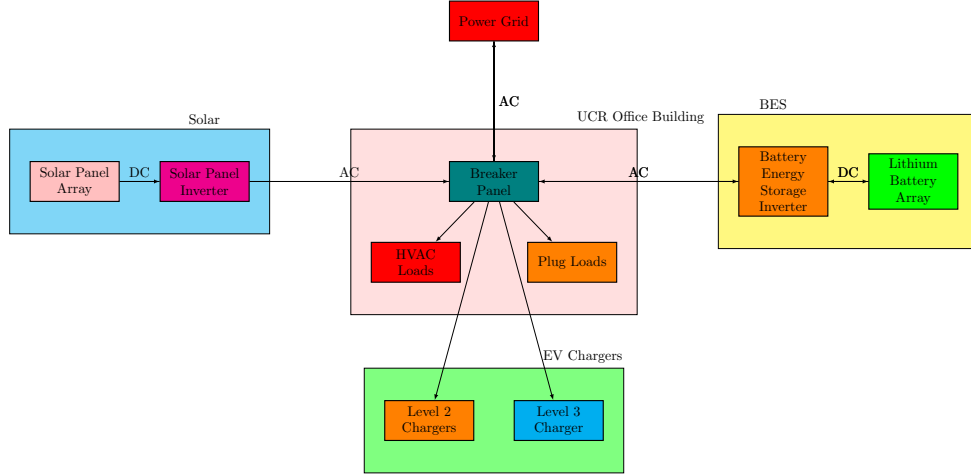 Power Grid
AC
Solar
UCR Office Building
BES
Solar Panel
Array
DC
Solar Panel
Inverter
AC
Breaker
Panel
AC
Battery
Energy
Storage
Inverter
DC
Lithium
Battery
Array
HVAC
Loads
Plug Loads
EV Chargers
Level 2
Chargers
Level 3
Charger